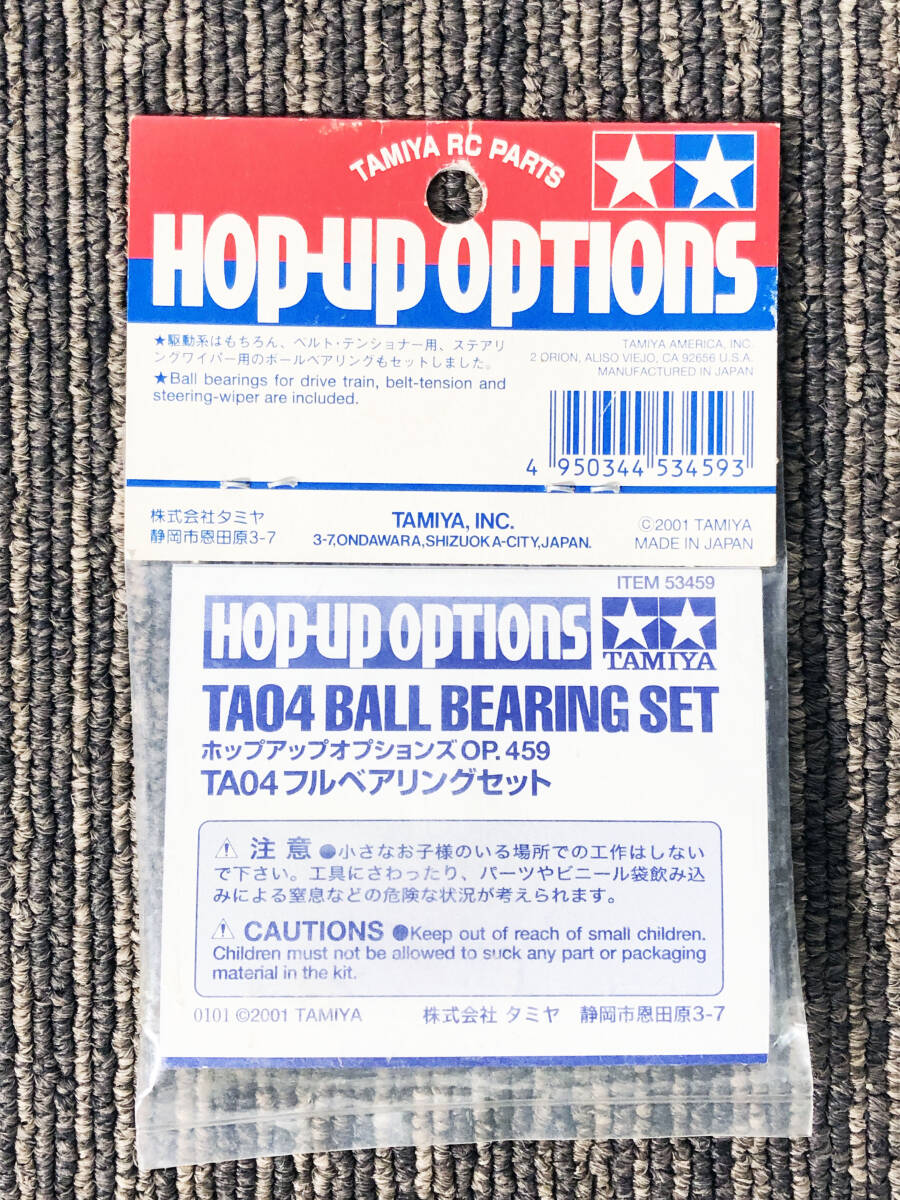 TAMIYA RC PARTS
HOP-UP OPTIONS
★駆動系はもちろん、ベルト・テンショナー用、ステアリ
ングワイパー用のボールベアリングもセットしました。
★Ball bearings for drive train, belt-tension and
steering-wiper are included.
TAMIYA AMERICA, INC.
2 ORION, ALISO VIEJO, CA 92656 U.S.A.
MANUFACTURED IN JAPAN
4 950344 534593
株式会社タミヤ
静岡市恩田原3-7
TAMIYA, INC.
3-7,ONDAWARA,SHIZUOKA-CITY,JAPAN.
©2001 TAMIYA
MADE IN JAPAN
ITEM 53459
HOP-UP OPTIONS
TAMIYA
TA04 BALL BEARING SET
ホップアップオプションズOP.459
TA04フルベアリングセット
⚠ 注意 ●小さなお子様のいる場所での工作はしない
で下さい。工具にさわったり、パーツやビニール袋飲み込
みによる窒息などの危険な状況が考えられます。
⚠ CAUTIONS ●Keep out of reach of small children.
Children must not be allowed to suck any part or packaging
material in the kit.
0101 ©2001 TAMIYA
株式会社 タミヤ 静岡市恩田原3-7